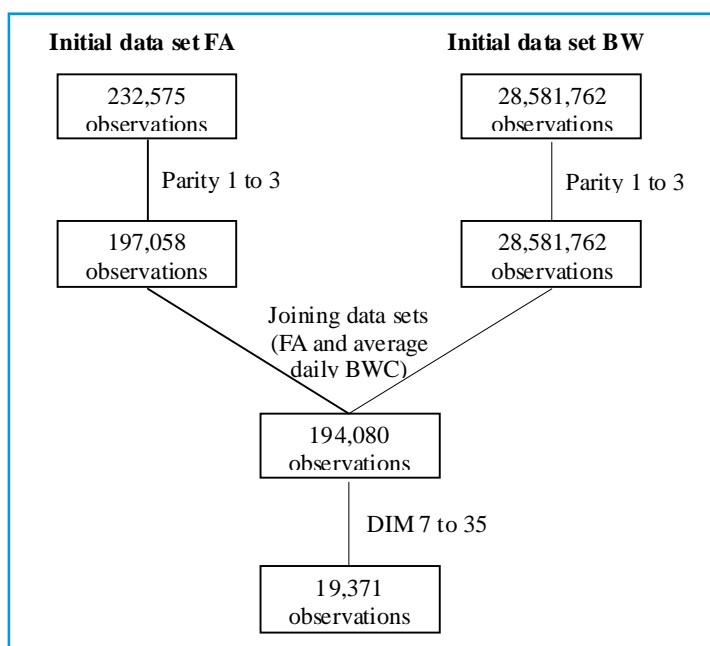 Initial data set FA
Initial data set BW
232,575
observations
28,581,762
observations
Parity 1 to 3
Parity 1 to 3
197,058
observations
28,581,762
observations
Joining data sets
(FA and average
daily BWC)
194,080
observations
DIM 7 to 35
19,371
observations